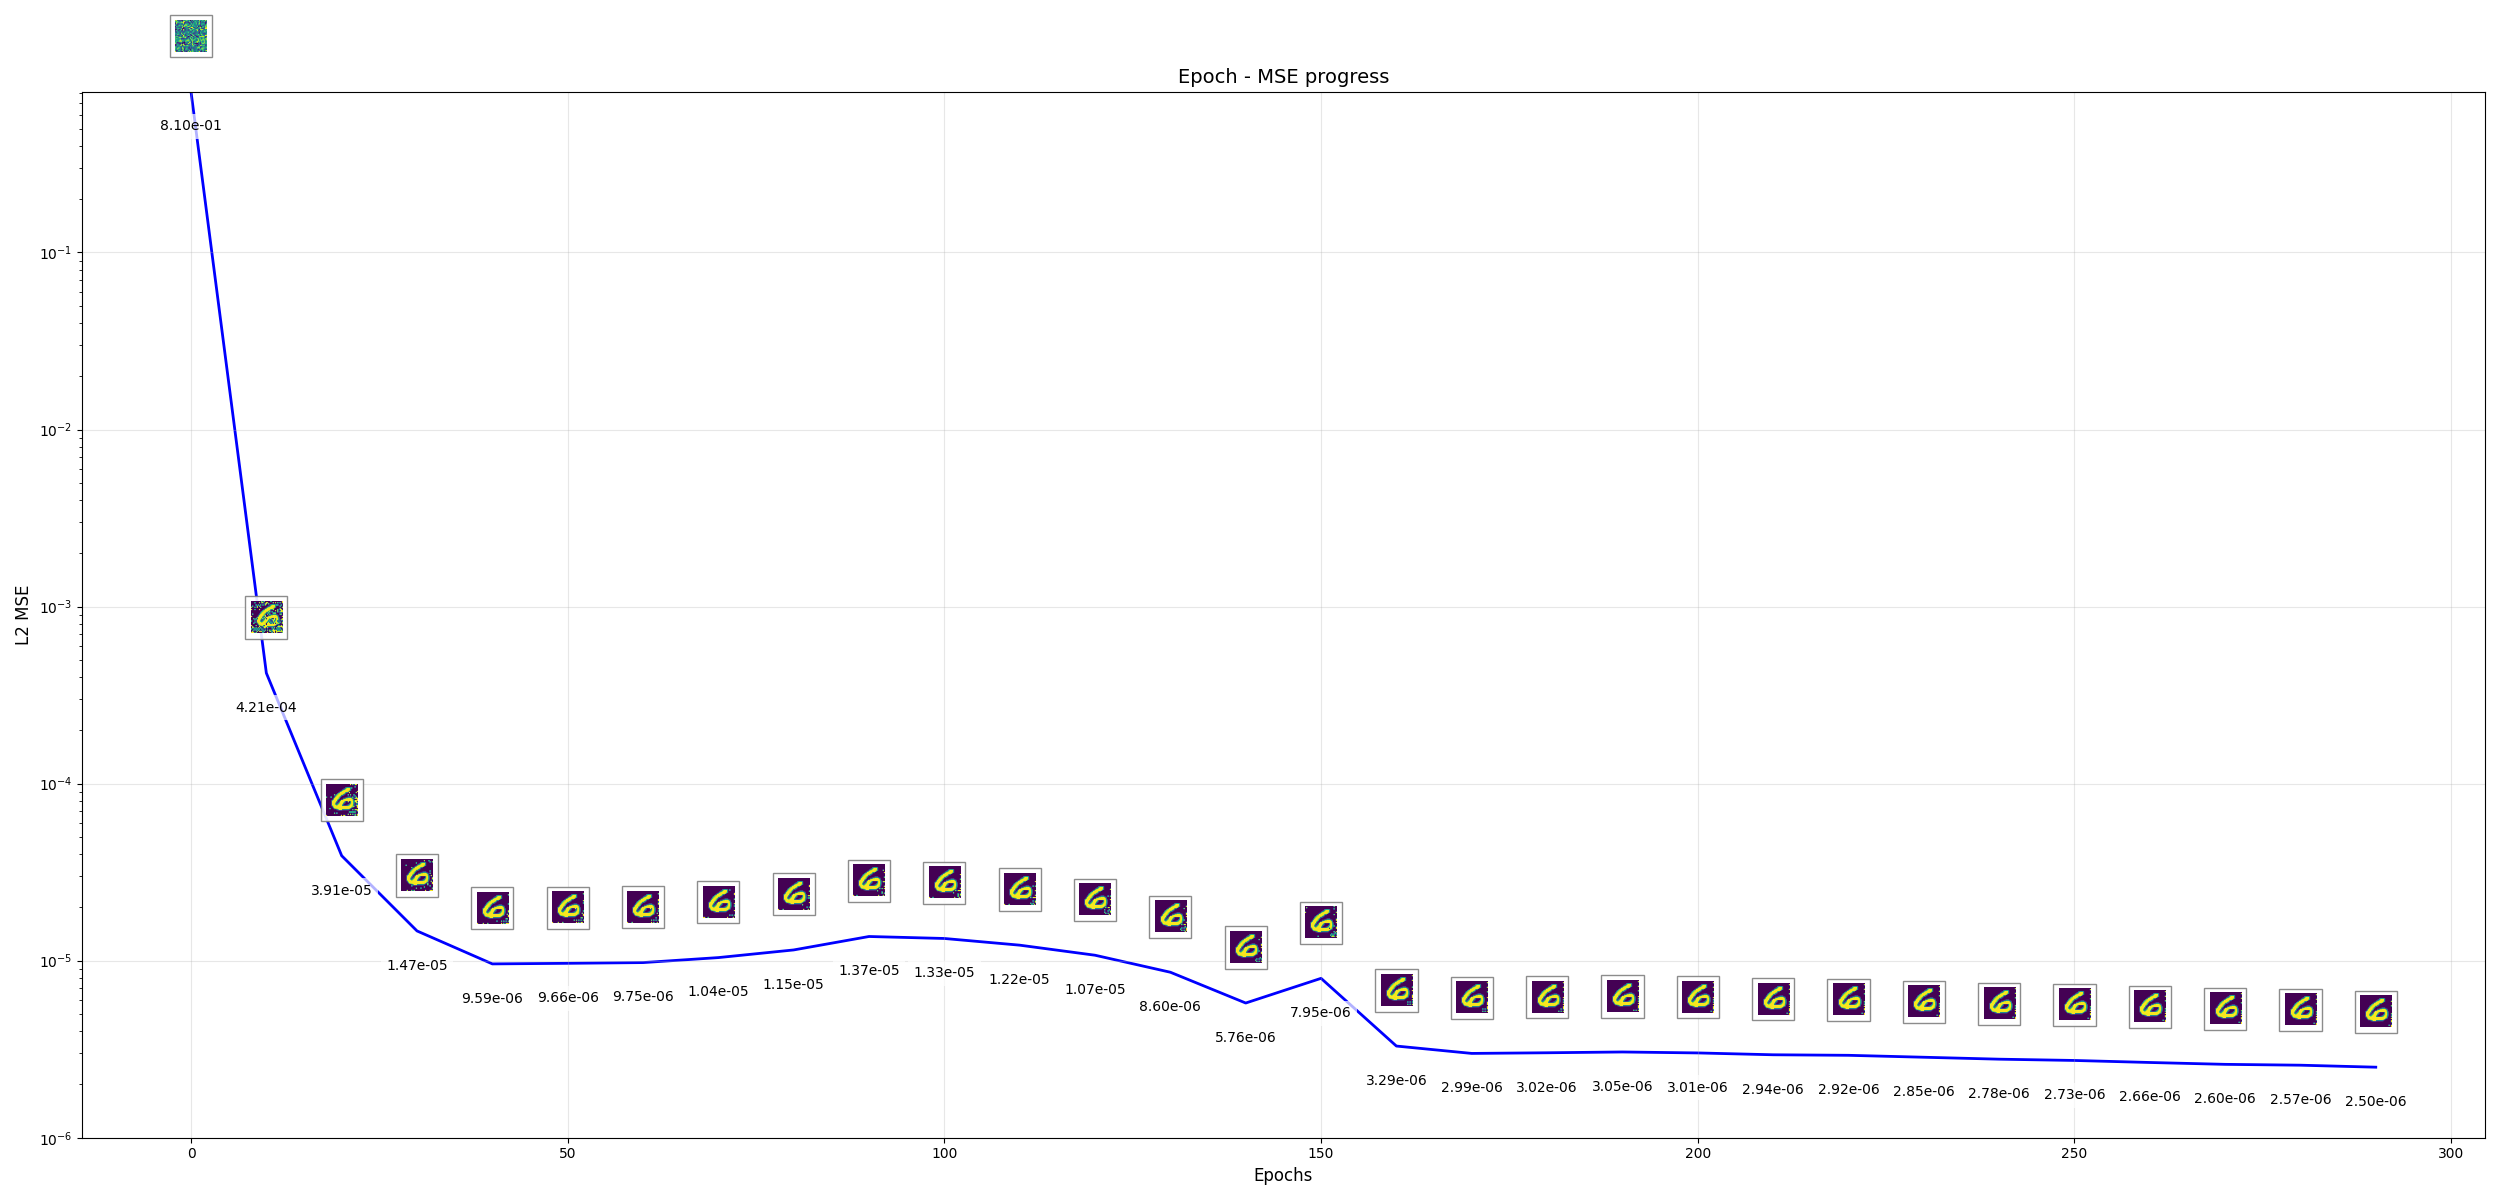 Epoch - MSE progress
8.10e-01
10⁻¹
10⁻²
10⁻³
4.21e-04
10⁻⁴
3.91e-05
1.47e-05
10⁻⁵
9.59e-06
9.66e-06
9.75e-06
1.04e-05
1.15e-05
1.37e-05
1.33e-05
1.22e-05
1.07e-05
8.60e-06
5.76e-06
7.95e-06
3.29e-06
2.99e-06
3.02e-06
3.05e-06
3.01e-06
2.94e-06
2.92e-06
2.85e-06
2.78e-06
2.73e-06
2.66e-06
2.60e-06
2.57e-06
2.50e-06
10⁻⁶
L2 MSE
0 50 100 150 200 250 300
Epochs